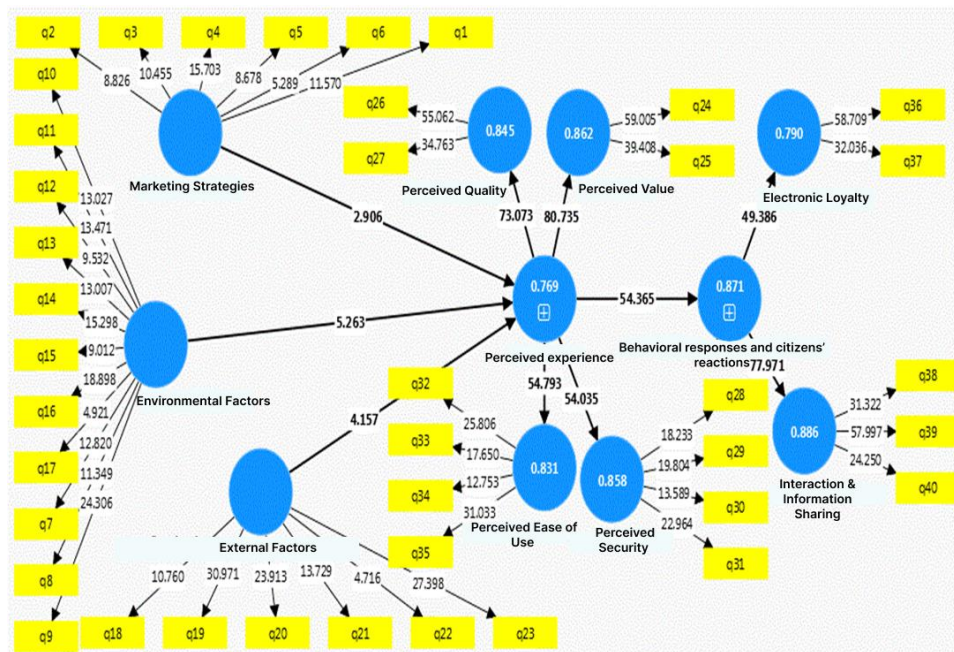 q2 q3 q4 q5 q6 q1
8.826 10.455 15.703 8.678 5.289 11.570
Marketing Strategies
q10
q11
q12
q13
q14
q15
q16
q17
q7
q8
q9
13.027
13.471
9.532
13.007
15.298
9.012
18.898
4.921
12.820
11.349
24.306
Environmental Factors
External Factors
10.760 30.971 23.913 13.729 4.716 27.398
q18 q19 q20 q21 q22 q23
2.906
5.263
4.157
q26
q27
55.062
34.763
0.845
Perceived Quality
0.862
Perceived Value
59.005
39.408
q24
q25
73.073 80.735
0.769
Perceived experience
54.365
0.871
Behavioral responses and citizens’
reactions
49.386
0.790
Electronic Loyalty
58.709
32.036
q36
q37
77.971
0.886
Interaction &
Information
Sharing
31.322
57.997
24.250
q38
q39
q40
54.793 54.035
q32
q33
q34
q35
25.806
17.650
12.753
31.033
0.831
Perceived Ease of
Use
0.858
Perceived
Security
18.233
19.804
13.589
22.964
q28
q29
q30
q31